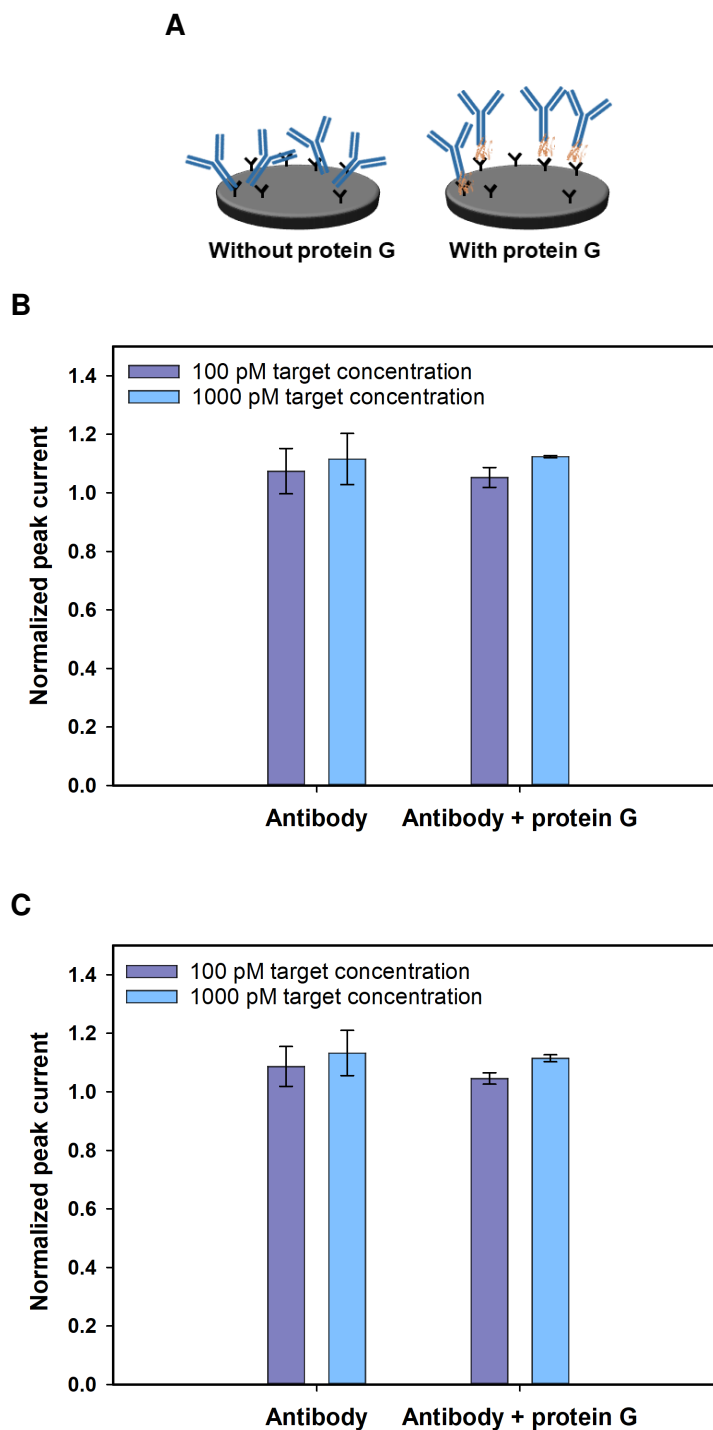 A
Without protein G
With protein G
B
Normalized peak current
1.4
1.2
1.0
0.8
0.6
0.4
0.2
0.0
100 pM target concentration
1000 pM target concentration
Antibody
Antibody + protein G
C
Normalized peak current
1.4
1.2
1.0
0.8
0.6
0.4
0.2
0.0
100 pM target concentration
1000 pM target concentration
Antibody
Antibody + protein G